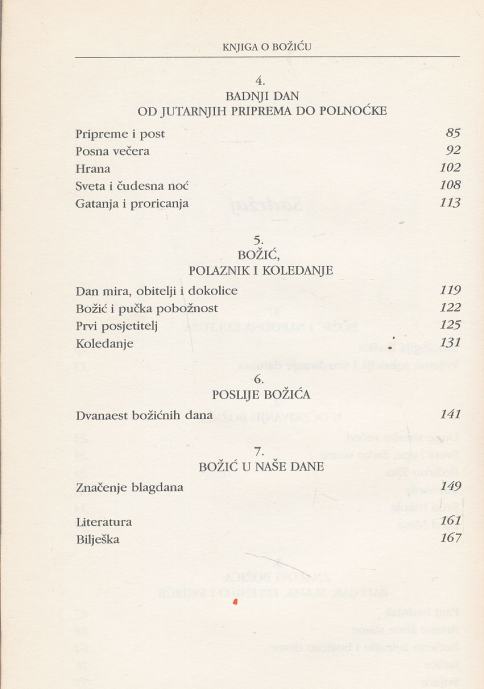 KNJIGA O BOŽIĆU
4.
BADNJI DAN
OD JUTARNJIH PRIPREMA DO POLNOĆKE
Pripreme i post 85
Posna večera 92
Hrana 102
Sveta i čudesna noć 108
Gatanja i proricanja 113
5.
BOŽIĆ,
POLAZNIK I KOLEDANJE
Dan mira, obitelji i dokolice 119
Božić i pučka pobožnost 122
Prvi posjetitelj 125
Koledanje 131
6.
POSLIJE BOŽIĆA
Dvanaest božićnih dana 141
7.
BOŽIĆ U NAŠE DANE
Značenje blagdana 149
Literatura 161
Bilješka 167